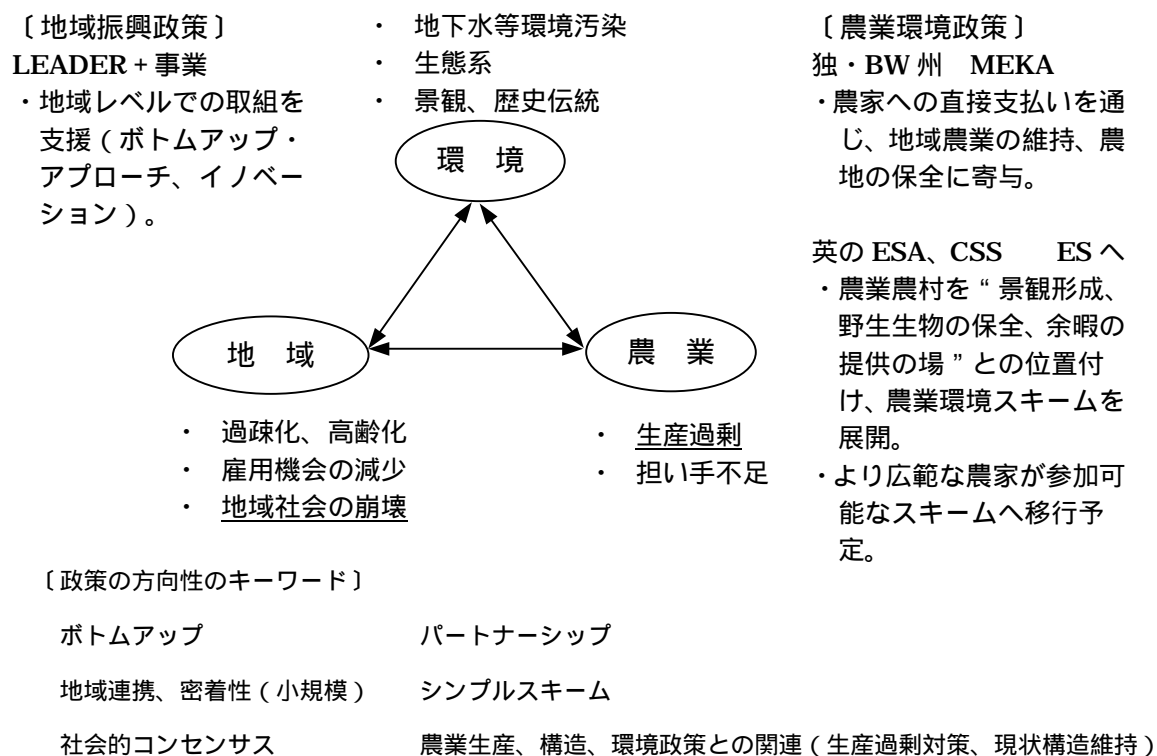 〔地域振興政策〕
LEADER+事業
・地域レベルでの取組を
支援(ボトムアップ・
アプローチ、イノベー
ション)。
・ 地下水等環境汚染
・ 生態系
・ 景観、歴史伝統
環 境
地 域
農 業
・ 過疎化、高齢化
・ 雇用機会の減少
・ 地域社会の崩壊
・ 生産過剰
・ 担い手不足
〔農業環境政策〕
独・BW州 MEKA
・農家への直接支払いを通
じ、地域農業の維持、農
地の保全に寄与。
英のESA、CSS ESへ
・農業農村を“景観形成、
野生生物の保全、余暇の
提供の場”との位置付
け、農業環境スキームを
展開。
・より広範な農家が参加可
能なスキームへ移行予
定。
〔政策の方向性のキーワード〕
ボトムアップ パートナーシップ
地域連携、密着性(小規模) シンプルスキーム
社会的コンセンサス 農業生産、構造、環境政策との関連(生産過剰対策、現状構造維持)